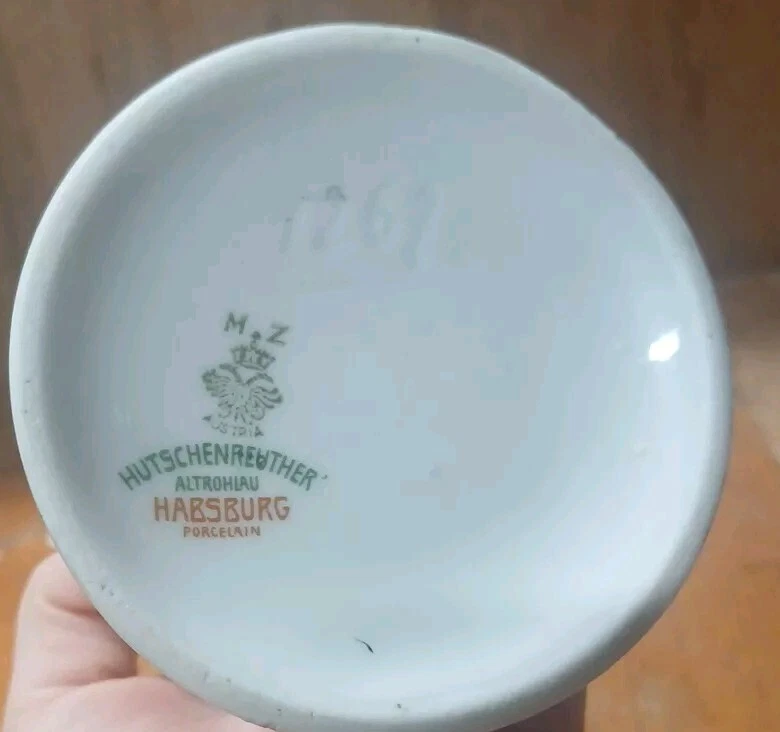 M Z
AUSTRIA
HUTSCHENREUTHER
ALTROHLAU
HABSBURG
PORCELAIN